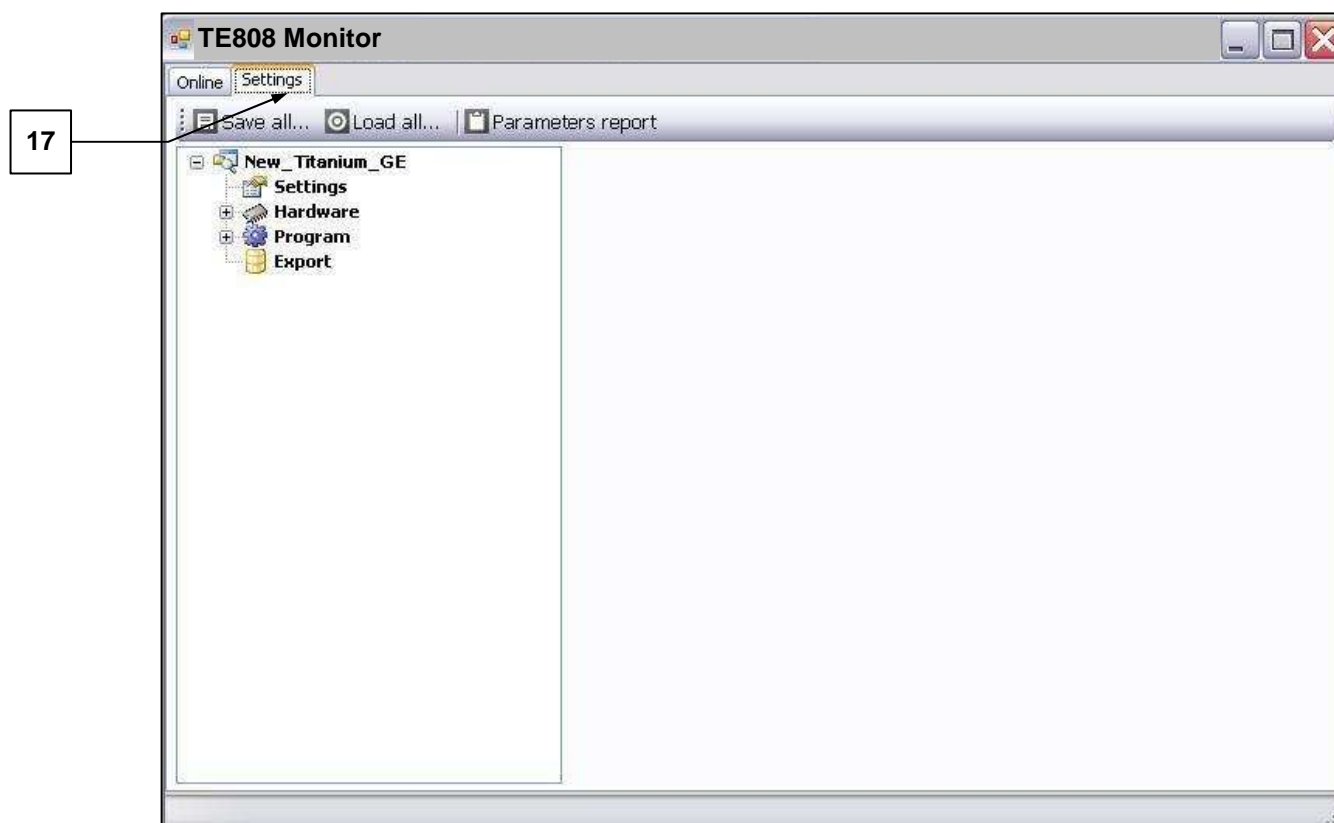 TE808 Monitor
Online Settings
17
Save all... Load all... Parameters report
New_Titanium_GE
Settings
Hardware
Program
Export